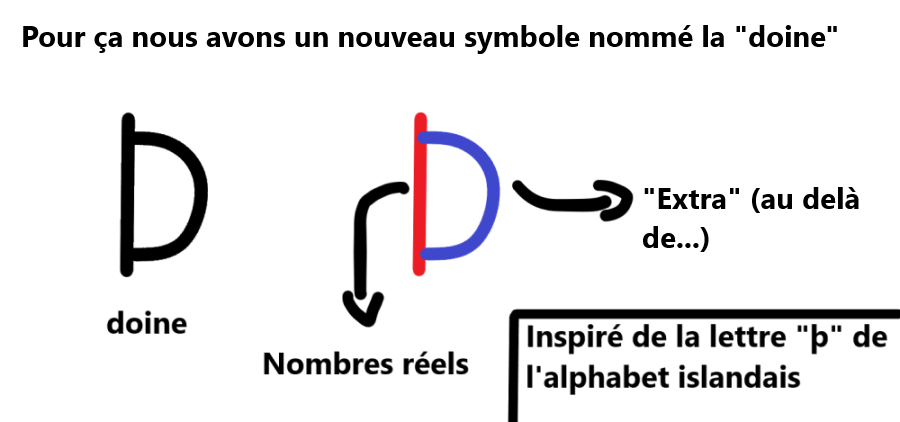 Pour ça nous avons un nouveau symbole nommé la "doine"
"Extra" (au delà
de...)
doine
Nombres réels
Inspiré de la lettre "þ" de
l'alphabet islandais